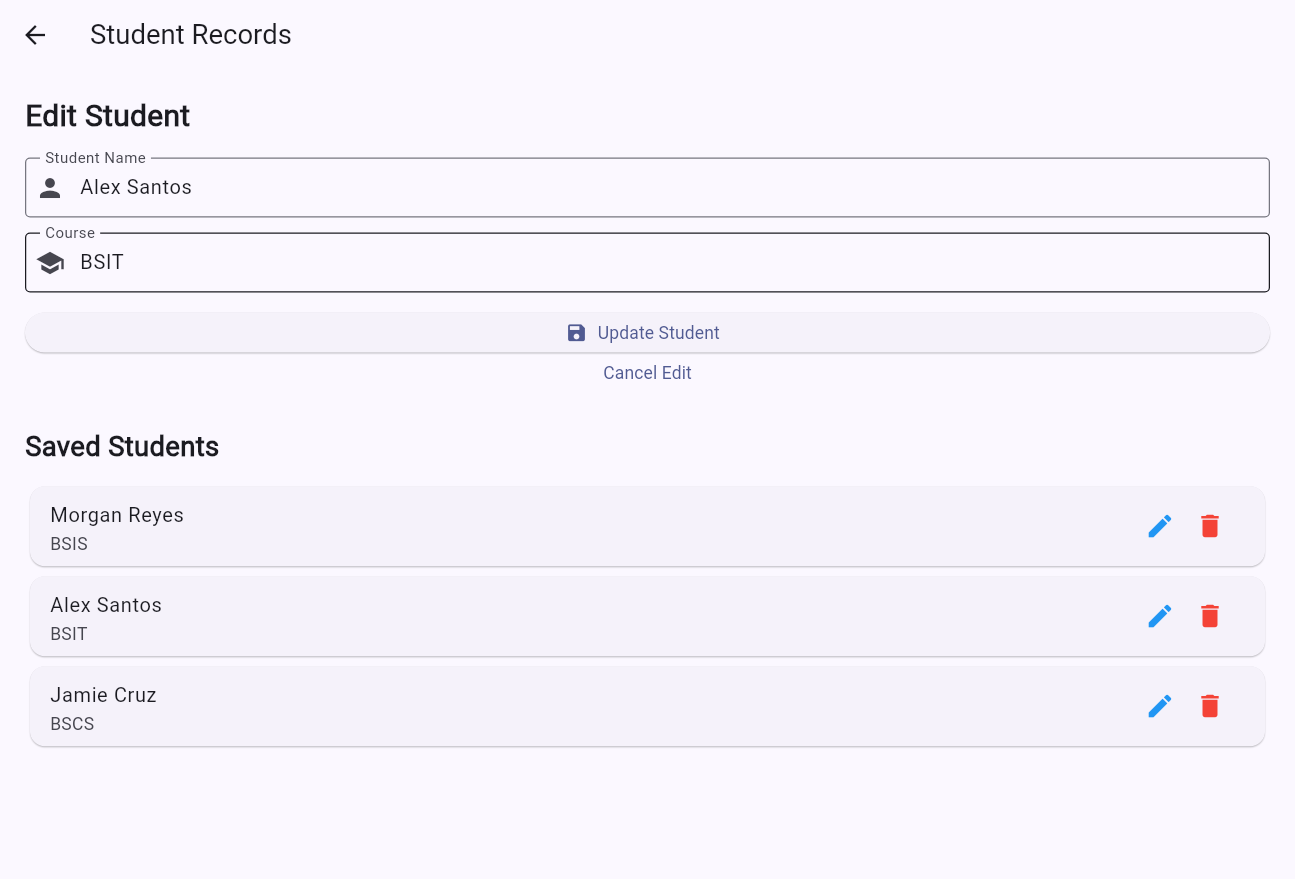 Student Records
Edit Student
Student Name
Alex Santos
Course
BSIT
Update Student
Cancel Edit
Saved Students
Morgan Reyes
BSIS
Alex Santos
BSIT
Jamie Cruz
BSCS